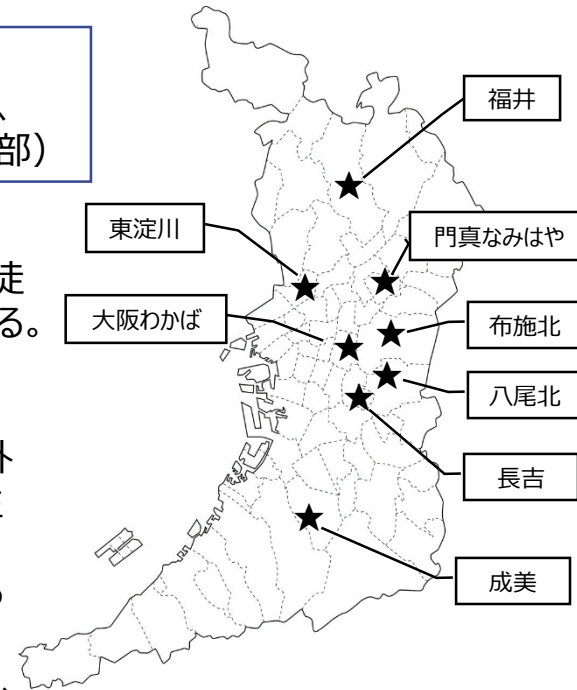 、
部）
徒
る。
外
福井
東淀川
門真なみはや
大阪わかば
布施北
八尾北
長吉
成美